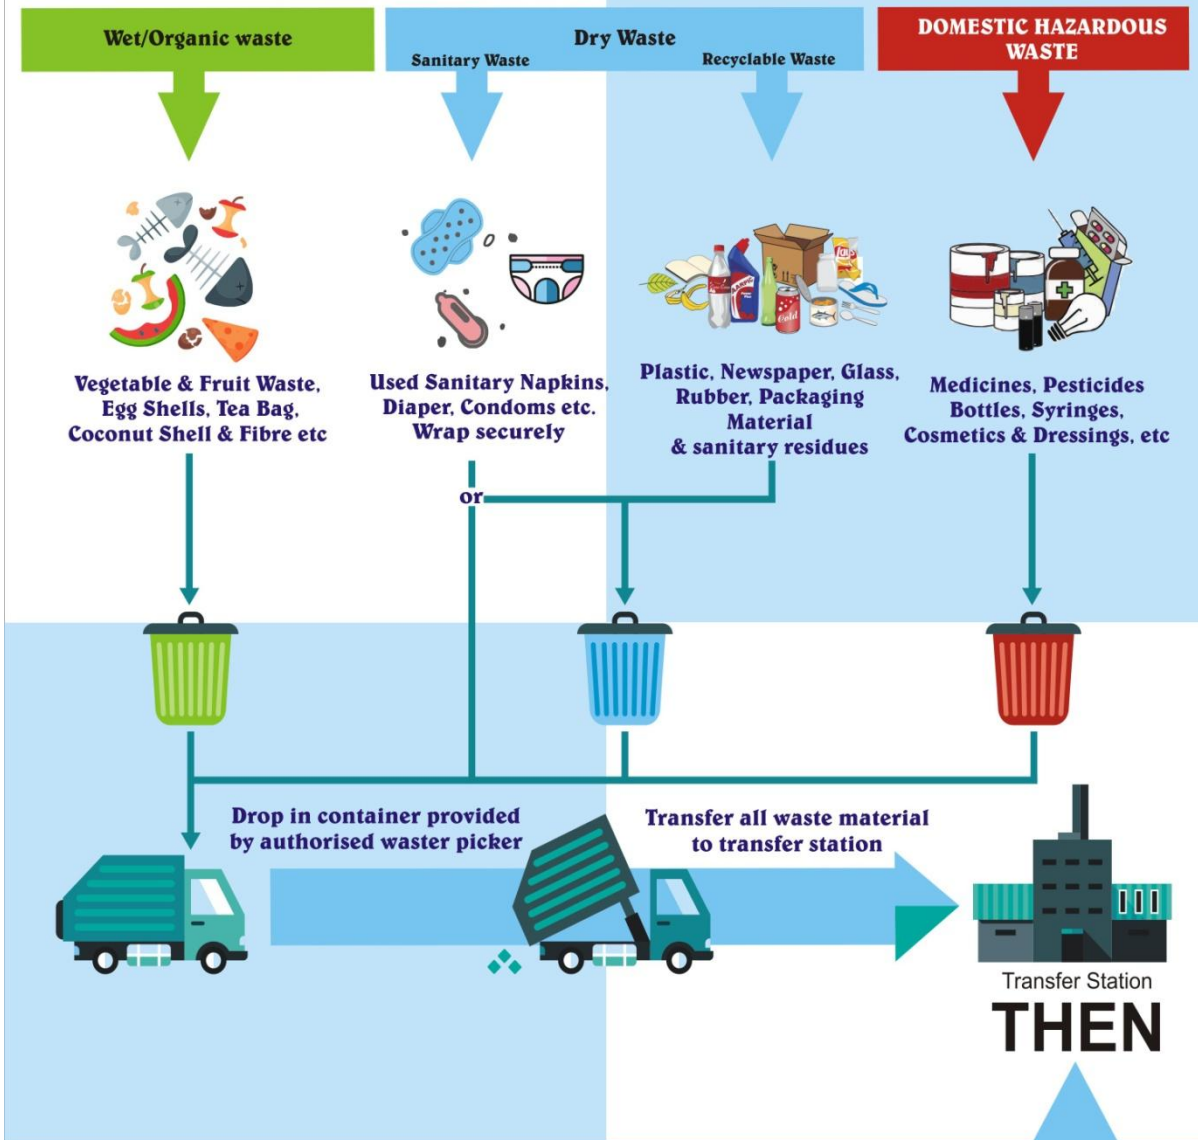 Wet/Organic waste
Dry Waste
Sanitary Waste
Recyclable Waste
DOMESTIC HAZARDOUS
WASTE
Vegetable & Fruit Waste,
Egg Shells, Tea Bag,
Coconut Shell & Fibre etc
Used Sanitary Napkins,
Diaper, Condoms etc.
Wrap securely
Plastic, Newspaper, Glass,
Rubber, Packaging
Material
& sanitary residues
Medicines, Pesticides
Bottles, Syringes,
Cosmetics & Dressings, etc
or
Drop in container provided
by authorised waster picker
Transfer all waste material
to transfer station
Transfer Station
THEN